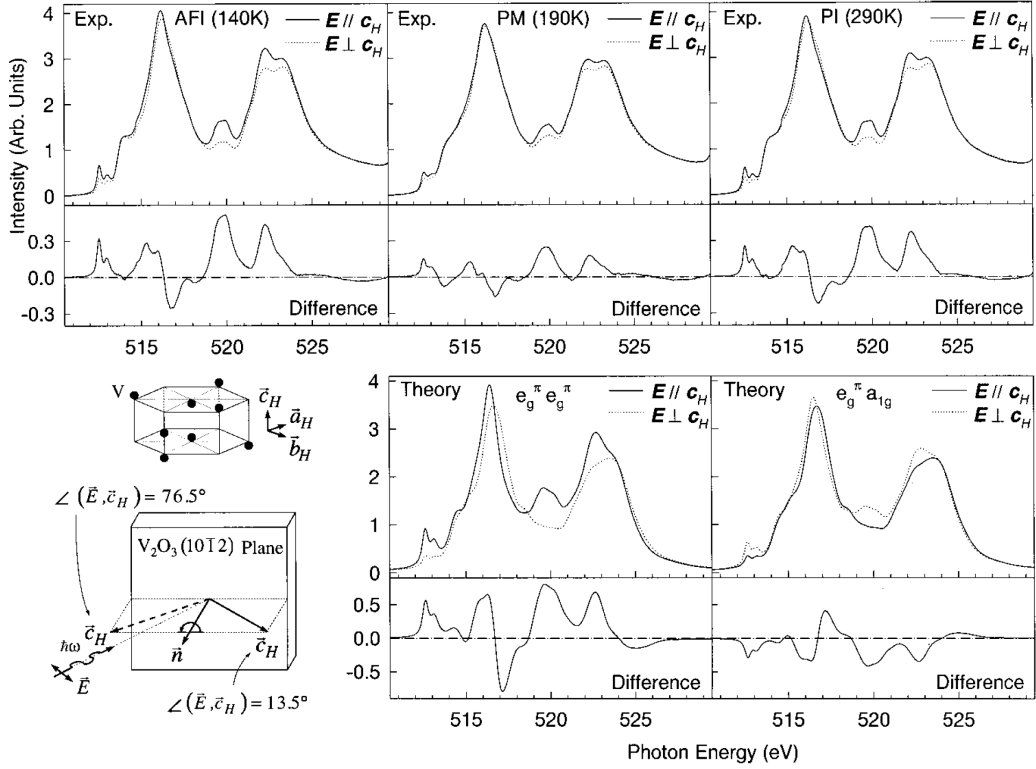 Exp. AFI (140K) E // c_H
E ⊥ c_H
Exp. PM (190K) E // c_H
E ⊥ c_H
Exp. PI (290K) E // c_H
E ⊥ c_H
Intensity (Arb. Units)
4
3
2
1
0
0.3
0.0
-0.3
Difference
Difference
Difference
515 520 525
515 520 525
515 520 525
V
c_H
a_H
b_H
∠ (E, c_H) = 76.5°
V₂O₃ (101̅2) Plane
c_H
ħω
E
n
c_H
∠ (E, c_H) = 13.5°
Theory e_g^π e_g^π E // c_H
E ⊥ c_H
e_g^π a_1g E // c_H
E ⊥ c_H
4
3
2
1
0
0.5
0.0
-0.5
Difference
Difference
515 520 525
515 520 525
Photon Energy (eV)